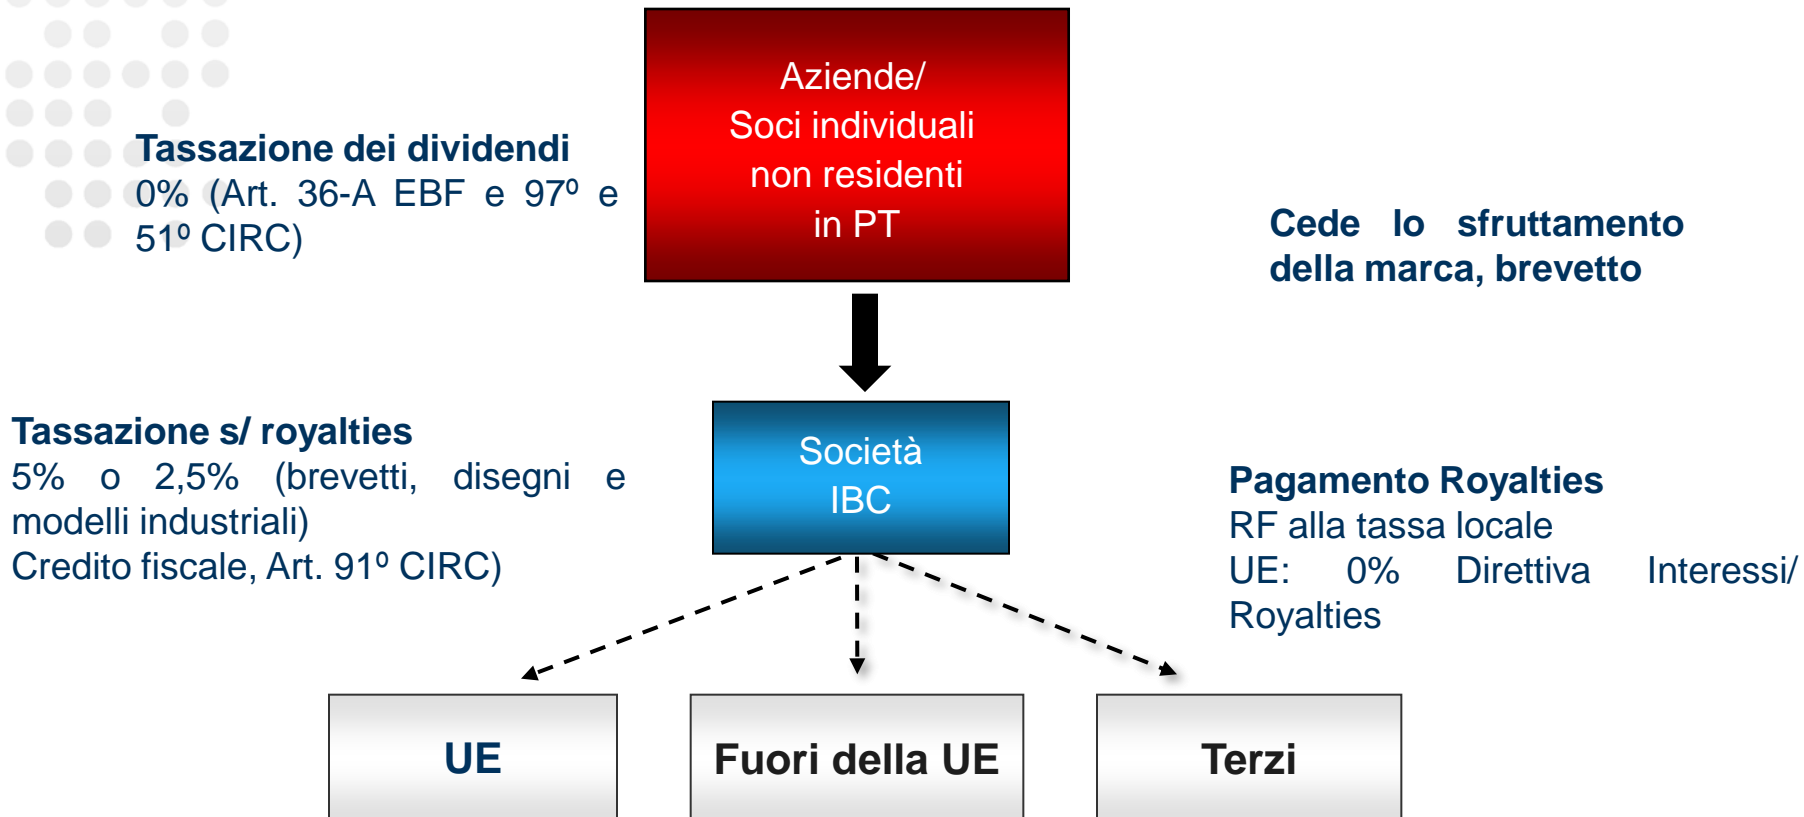 Aziende/
Soci individuali
non residenti
in PT
Tassazione dei dividendi
0% (Art. 36-A EBF e 97º e
51º CIRC)
Cede lo sfruttamento
della marca, brevetto
Tassazione s/ royalties
5% o 2,5% (brevetti, disegni e
modelli industriali)
Credito fiscale, Art. 91º CIRC)
Società
IBC
Pagamento Royalties
RF alla tassa locale
UE: 0% Direttiva Interessi/
Royalties
UE
Fuori della UE
Terzi